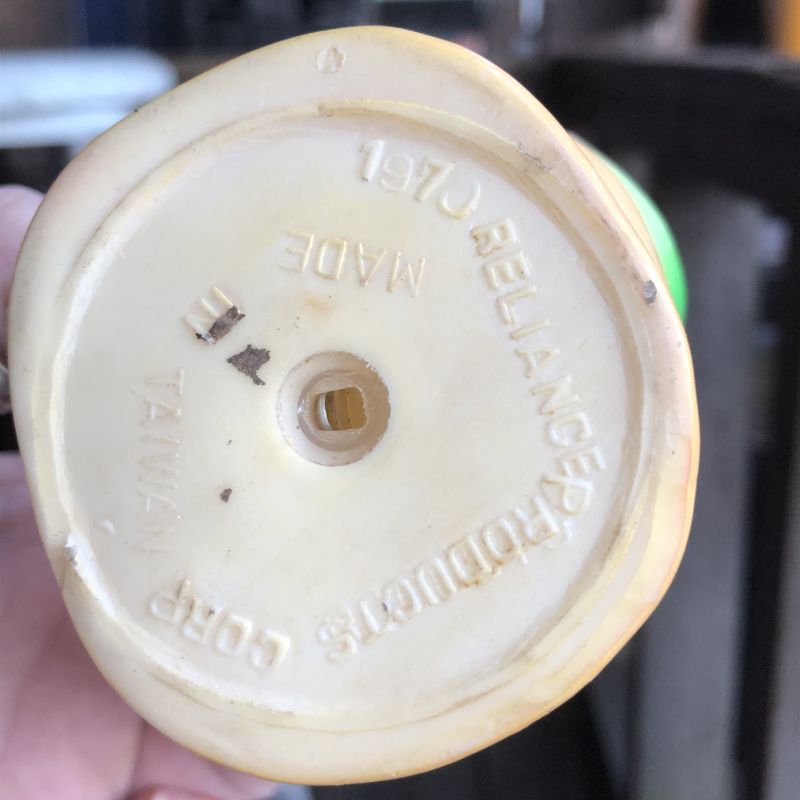 1970 RELIANCE PRODUCTS CORP
MADE
IN
TAIWAN